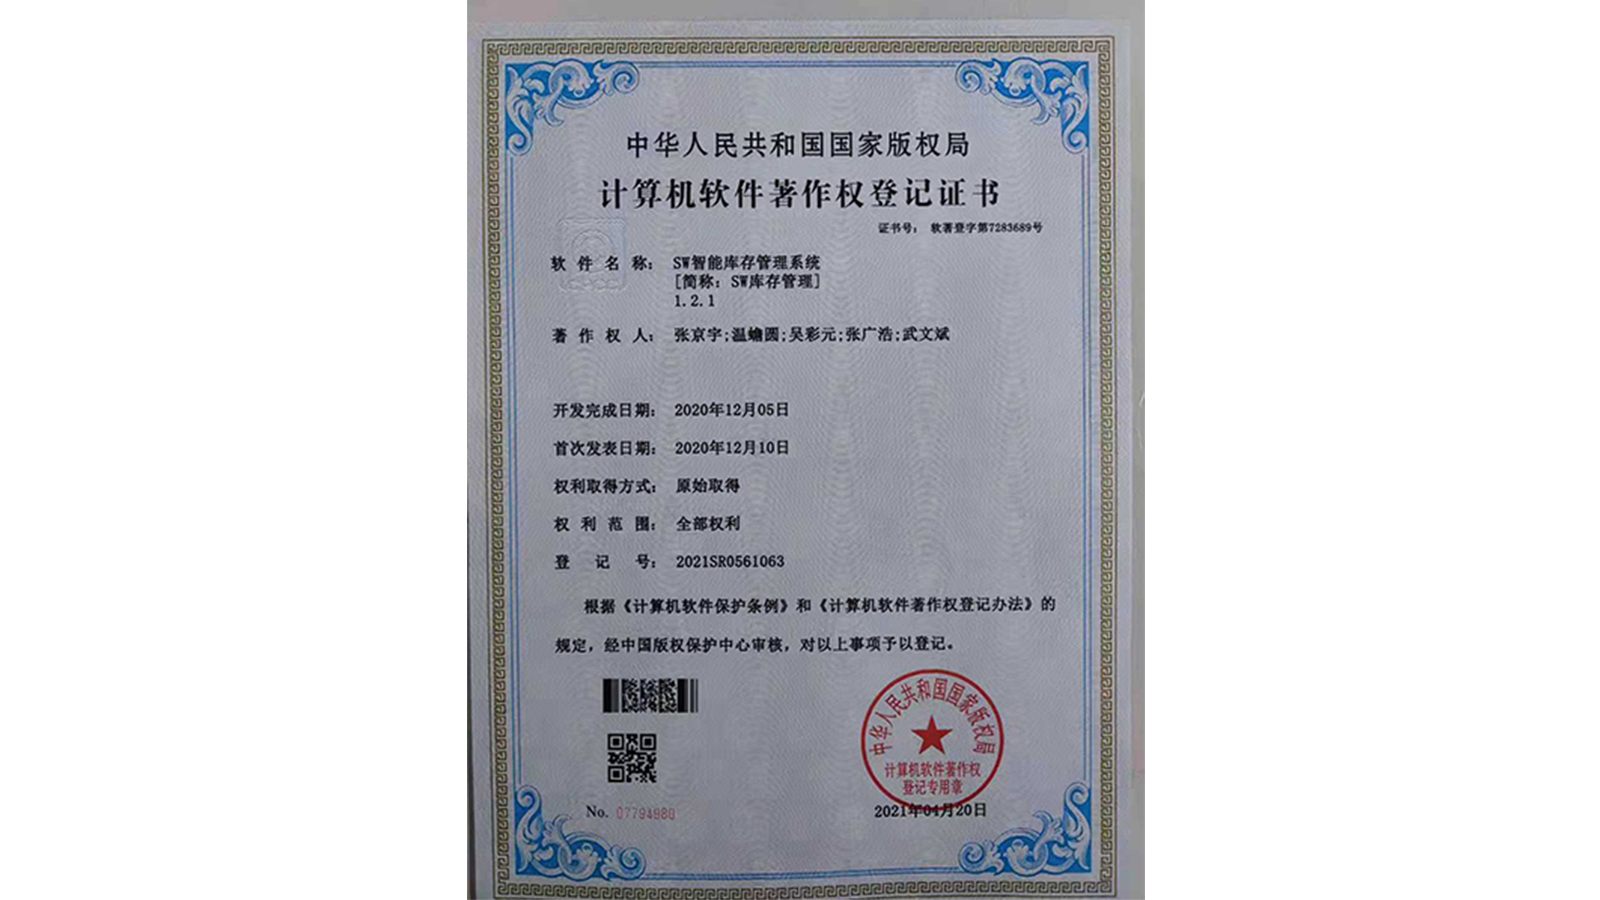 中华人民共和国国家版权局
计算机软件著作权登记证书
证书号： 软著登字第7283689号
软件名称： SW智能库存管理系统
[简称：SW库存管理]
1.2.1
著作权人： 张京宇;温蟾圆;吴彩元;张广浩;武文斌
开发完成日期： 2020年12月05日
首次发表日期： 2020年12月10日
权利取得方式： 原始取得
权利范围： 全部权利
登记号： 2021SR0561063
根据《计算机软件保护条例》和《计算机软件著作权登记办法》的
规定，经中国版权保护中心审核，对以上事项予以登记。
中华人民共和国国家版权局
计算机软件著作权
登记专用章
No. 07794980
2021年04月20日
CPCC